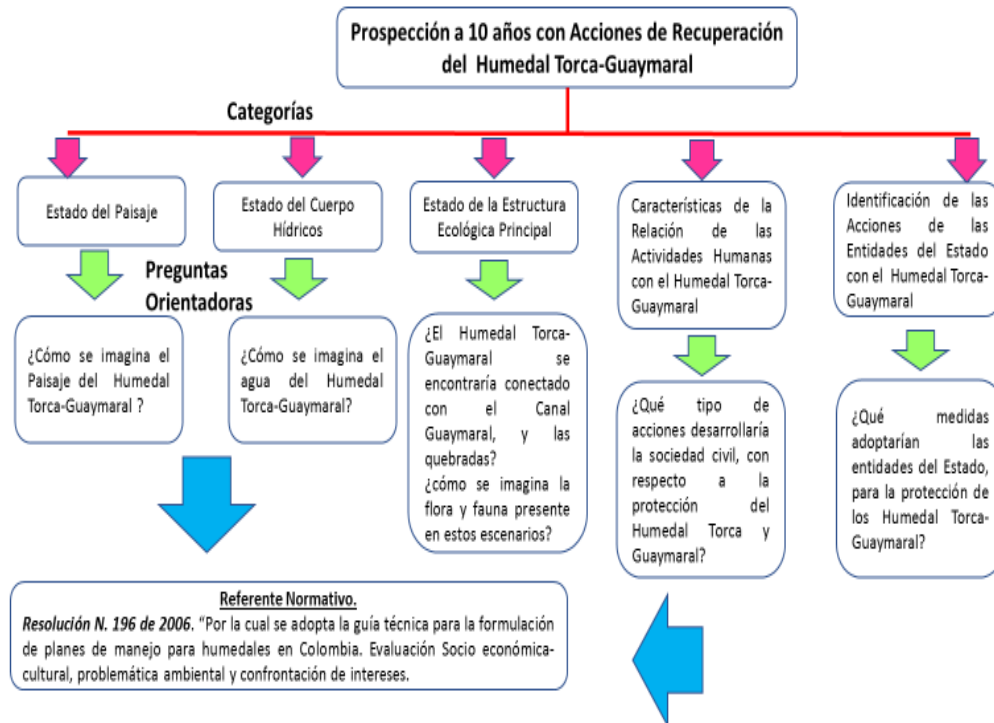 Prospección a 10 años con Acciones de Recuperación
del Humedal Torca-Guaymaral
Categorías
Estado del Paisaje
Estado del Cuerpo
Hídricos
Estado de la Estructura
Ecológica Principal
Características de la
Relación de las
Actividades Humanas
con el Humedal Torca-
Guaymaral
Identificación de las
Acciones de las
Entidades del Estado
con el Humedal Torca-
Guaymaral
Preguntas
Orientadoras
¿Cómo se imagina el
Paisaje del Humedal
Torca-Guaymaral ?
¿Cómo se imagina el
agua del Humedal
Torca-Guaymaral?
¿El Humedal Torca-
Guaymaral se
encontraría conectado
con el Canal
Guaymaral, y las
quebradas?
¿cómo se imagina la
flora y fauna presente
en estos escenarios?
¿Qué tipo de
acciones desarrollaría
la sociedad civil, con
respecto a la
protección del
Humedal Torca y
Guaymaral?
¿Qué medidas
adoptarían las
entidades del Estado,
para la protección de
los Humedal Torca-
Guaymaral?
Referente Normativo.
Resolución N. 196 de 2006. “Por la cual se adopta la guía técnica para la formulación
de planes de manejo para humedales en Colombia. Evaluación Socio económica-
cultural, problemática ambiental y confrontación de intereses.